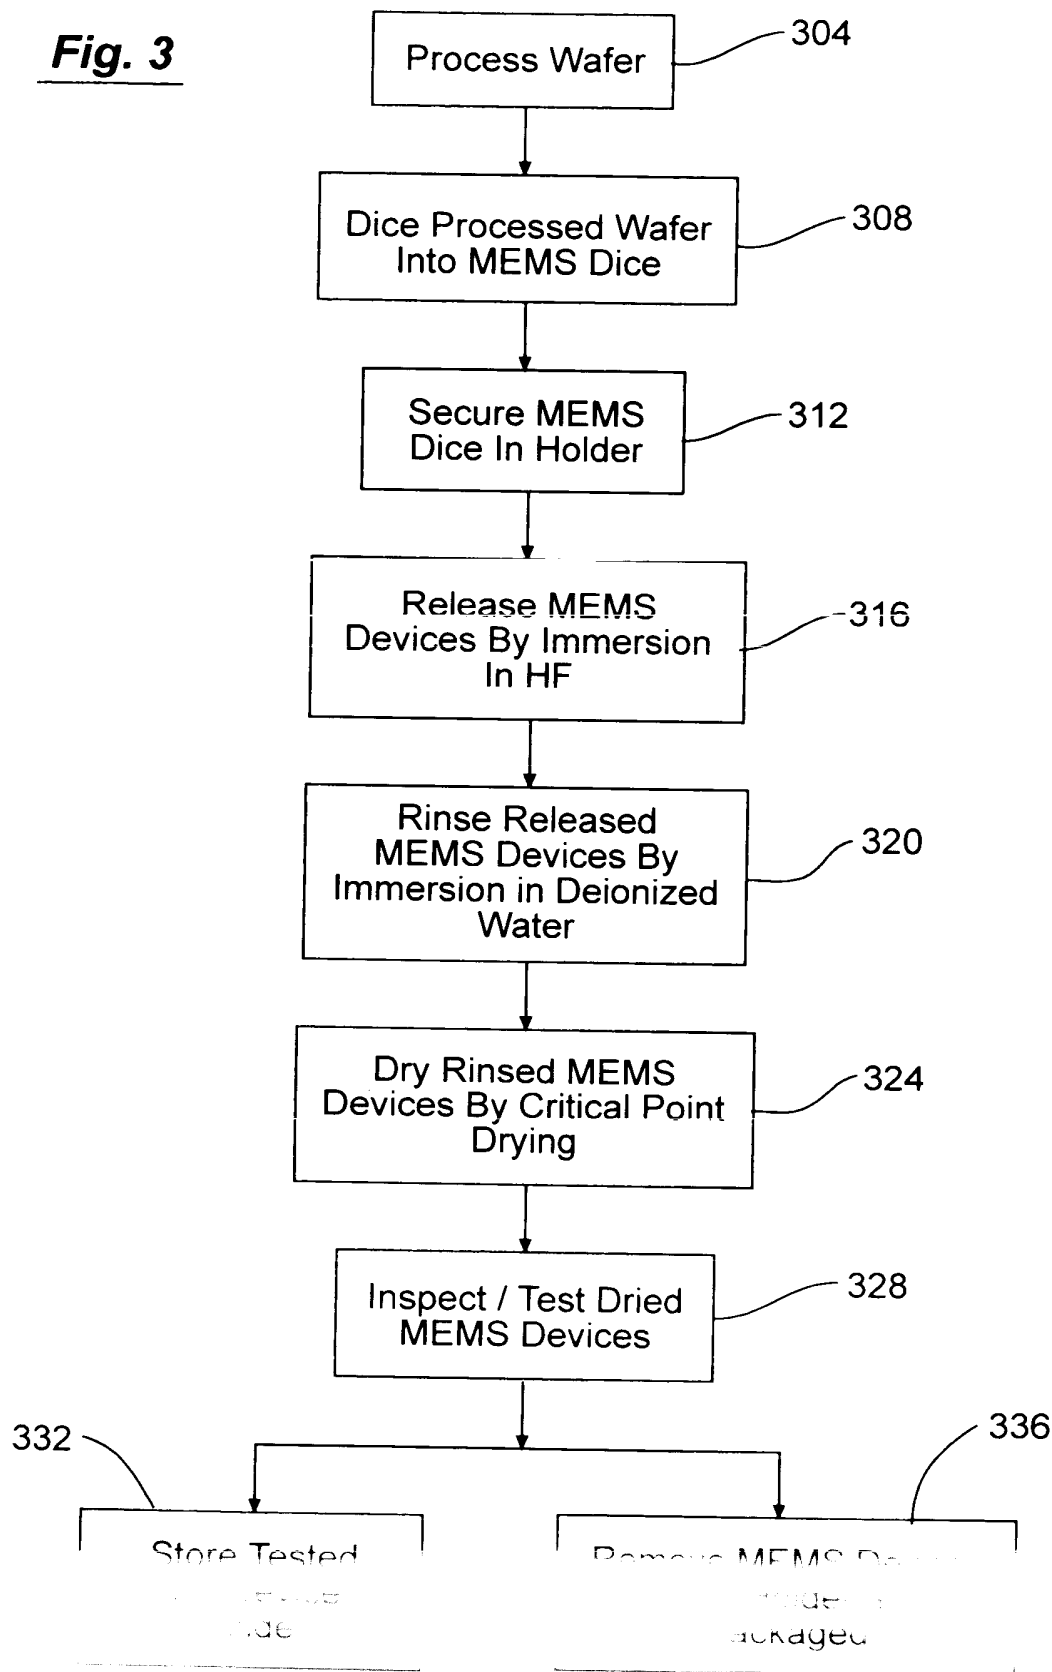 Fig. 3
304
Process Wafer
308
Dice Processed Wafer
Into MEMS Dice
312
Secure MEMS
Dice In Holder
316
Release MEMS
Devices By Immersion
In HF
320
Rinse Released
MEMS Devices By
Immersion in Deionized
Water
324
Dry Rinsed MEMS
Devices By Critical Point
Drying
328
Inspect / Test Dried
MEMS Devices
332
336
Store Tested
Remove MEMS